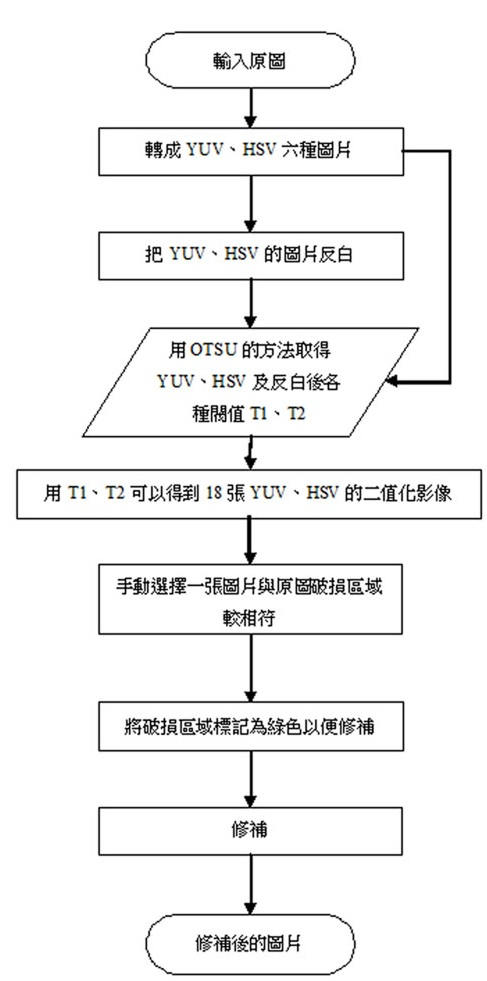 輸入原圖
轉成 YUV、HSV 六種圖片
把 YUV、HSV 的圖片反白
用 OTSU 的方法取得
YUV、HSV 及反白後各
種閥值 T1、T2
用 T1、T2 可以得到 18 張 YUV、HSV 的二值化影像
手動選擇一張圖片與原圖破損區域
較相符
將破損區域標記為綠色以便修補
修補
修補後的圖片